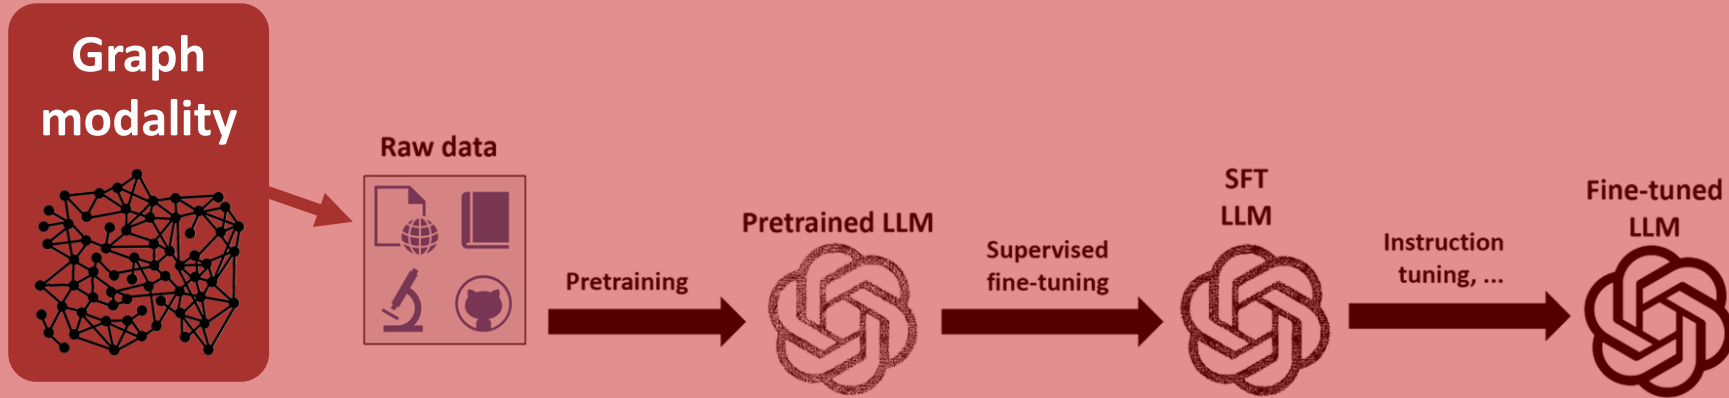 Graph
modality
Raw data
Pretraining
Pretrained LLM
Supervised
fine-tuning
SFT
LLM
Instruction
tuning, ...
Fine-tuned
LLM